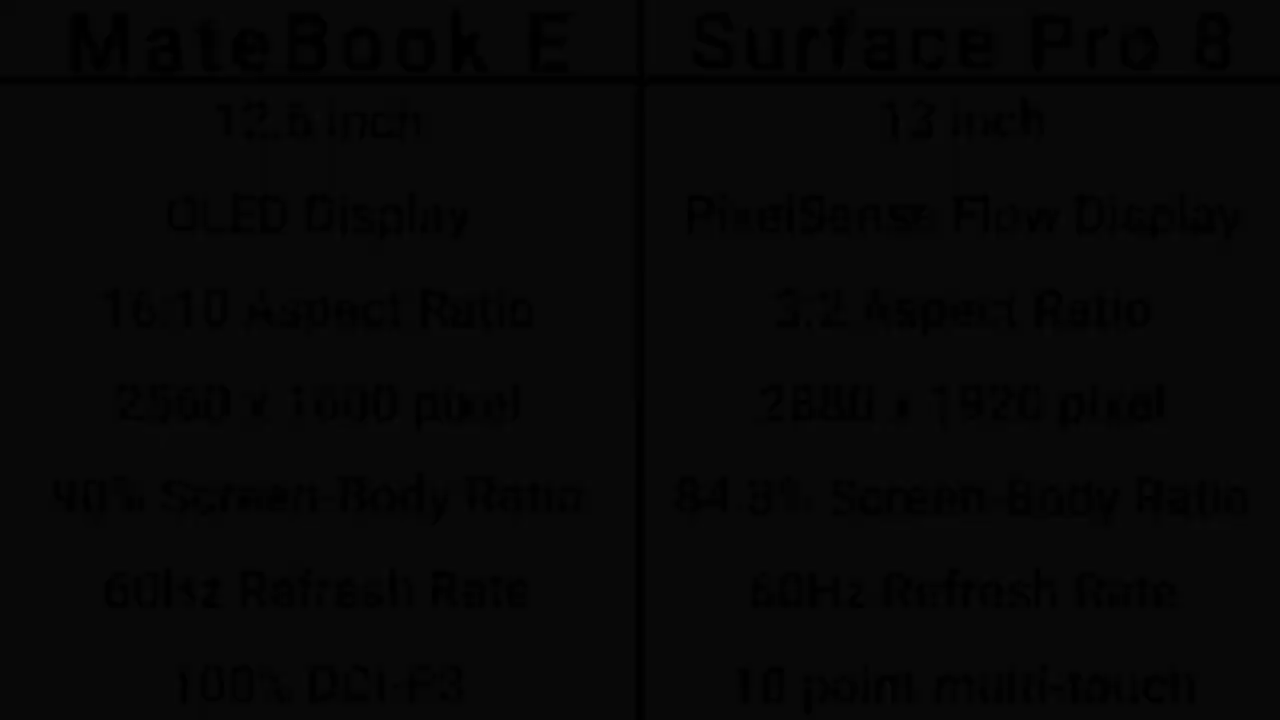 MateBook E
Surface Pro 8
12.6 inch
13 inch
OLED Display
PixelSense Flow Display
16:10 Aspect Ratio
3:2 Aspect Ratio
2560 x 1600 pixel
2880 x 1920 pixel
90% Screen-Body Ratio
84.8% Screen-Body Ratio
60Hz Refresh Rate
60Hz Refresh Rate
100% DCI-P3
10 point multi-touch